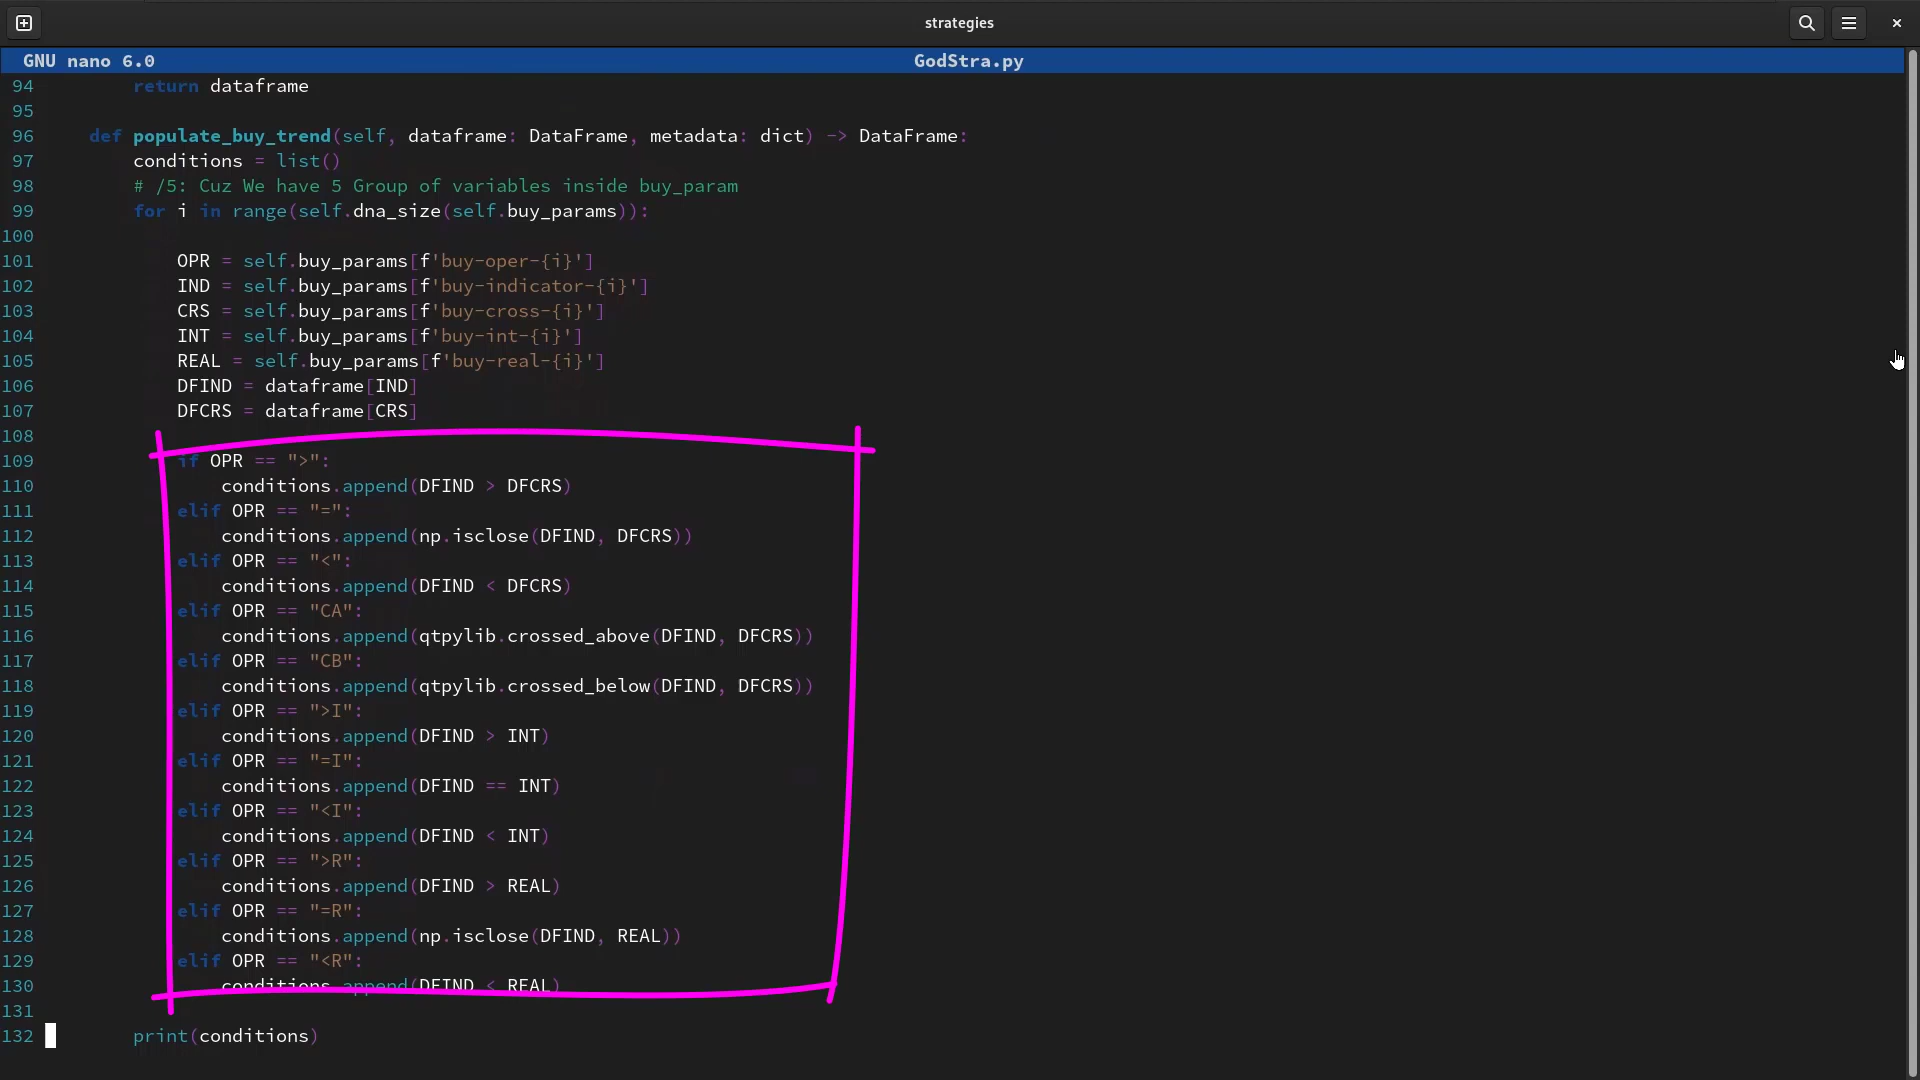 strategies
GNU nano 6.0 GodStra.py
94 return dataframe
95
96 def populate_buy_trend(self, dataframe: DataFrame, metadata: dict) -> DataFrame:
97 conditions = list()
98 # /5: Cuz We have 5 Group of variables inside buy_param
99 for i in range(self.dna_size(self.buy_params)):
100
101 OPR = self.buy_params[f'buy-oper-{i}']
102 IND = self.buy_params[f'buy-indicator-{i}']
103 CRS = self.buy_params[f'buy-cross-{i}']
104 INT = self.buy_params[f'buy-int-{i}']
105 REAL = self.buy_params[f'buy-real-{i}']
106 DFIND = dataframe[IND]
107 DFCRS = dataframe[CRS]
108
109 if OPR == ">":
110 conditions.append(DFIND > DFCRS)
111 elif OPR == "=":
112 conditions.append(np.isclose(DFIND, DFCRS))
113 elif OPR == "<":
114 conditions.append(DFIND < DFCRS)
115 elif OPR == "CA":
116 conditions.append(qtpylib.crossed_above(DFIND, DFCRS))
117 elif OPR == "CB":
118 conditions.append(qtpylib.crossed_below(DFIND, DFCRS))
119 elif OPR == ">I":
120 conditions.append(DFIND > INT)
121 elif OPR == "=I":
122 conditions.append(DFIND == INT)
123 elif OPR == "<I":
124 conditions.append(DFIND < INT)
125 elif OPR == ">R":
126 conditions.append(DFIND > REAL)
127 elif OPR == "=R":
128 conditions.append(np.isclose(DFIND, REAL))
129 elif OPR == "<R":
130 conditions.append(DFIND < REAL)
131
132 print(conditions)